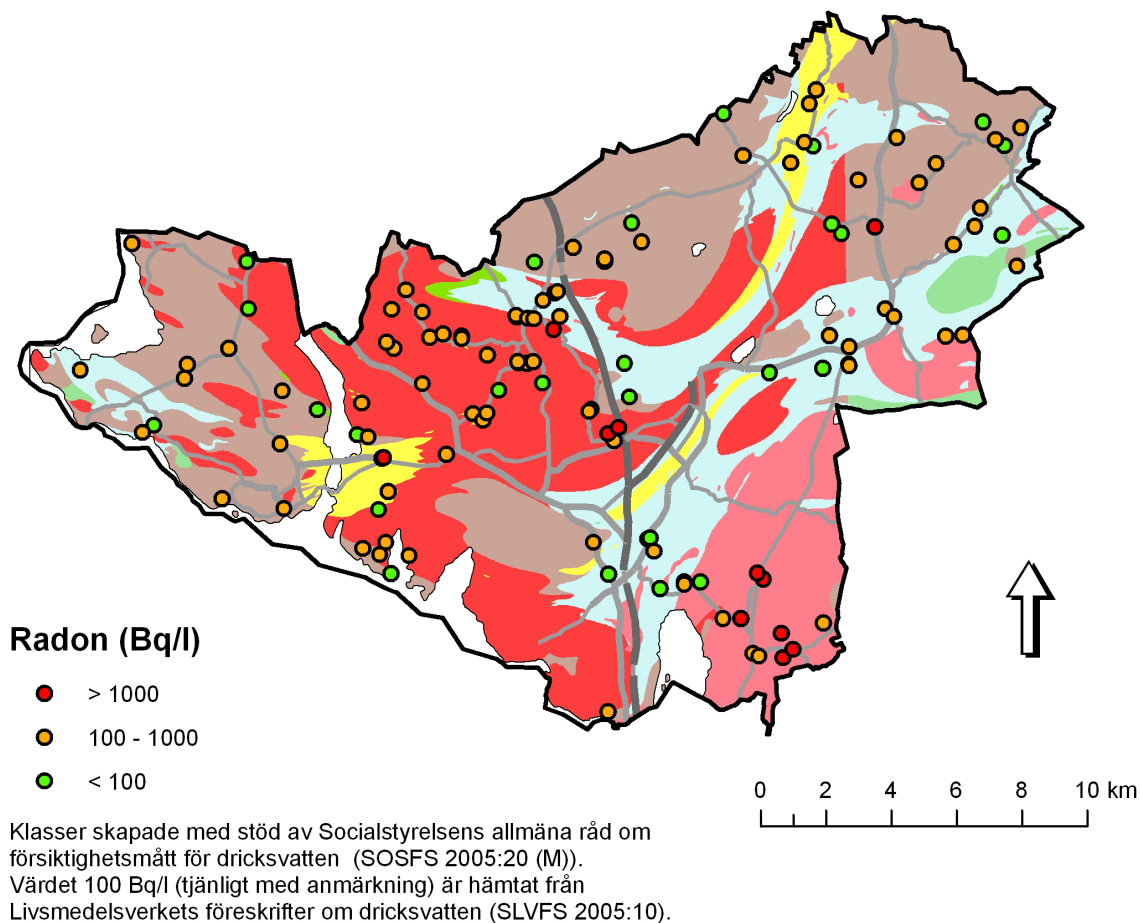 Radon (Bq/l)
> 1000
100 - 1000
< 100
0 2 4 6 8 10 km
Klasser skapade med stöd av Socialstyrelsens allmäna råd om
försiktighetsmått för dricksvatten (SOSFS 2005:20 (M)).
Värdet 100 Bq/l (tjänligt med anmärkning) är hämtat från
Livsmedelsverkets föreskrifter om dricksvatten (SLVFS 2005:10).